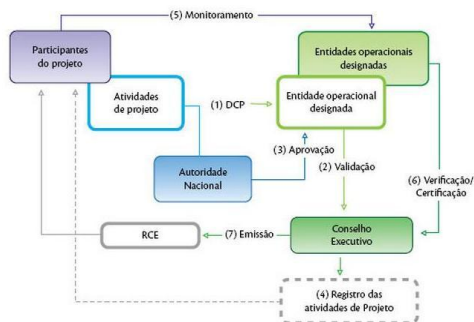 (5) Monitoramento
Participantes
do projeto
Entidades operacionais
designadas
Atividades
de projeto
(1) DCP
Entidade operacional
designada
(3) Aprovação
(2) Validação
Autoridade
Nacional
(6) Verificação/
Certificação
RCE
(7) Emissão
Conselho
Executivo
(4) Registro das
atividades de Projeto